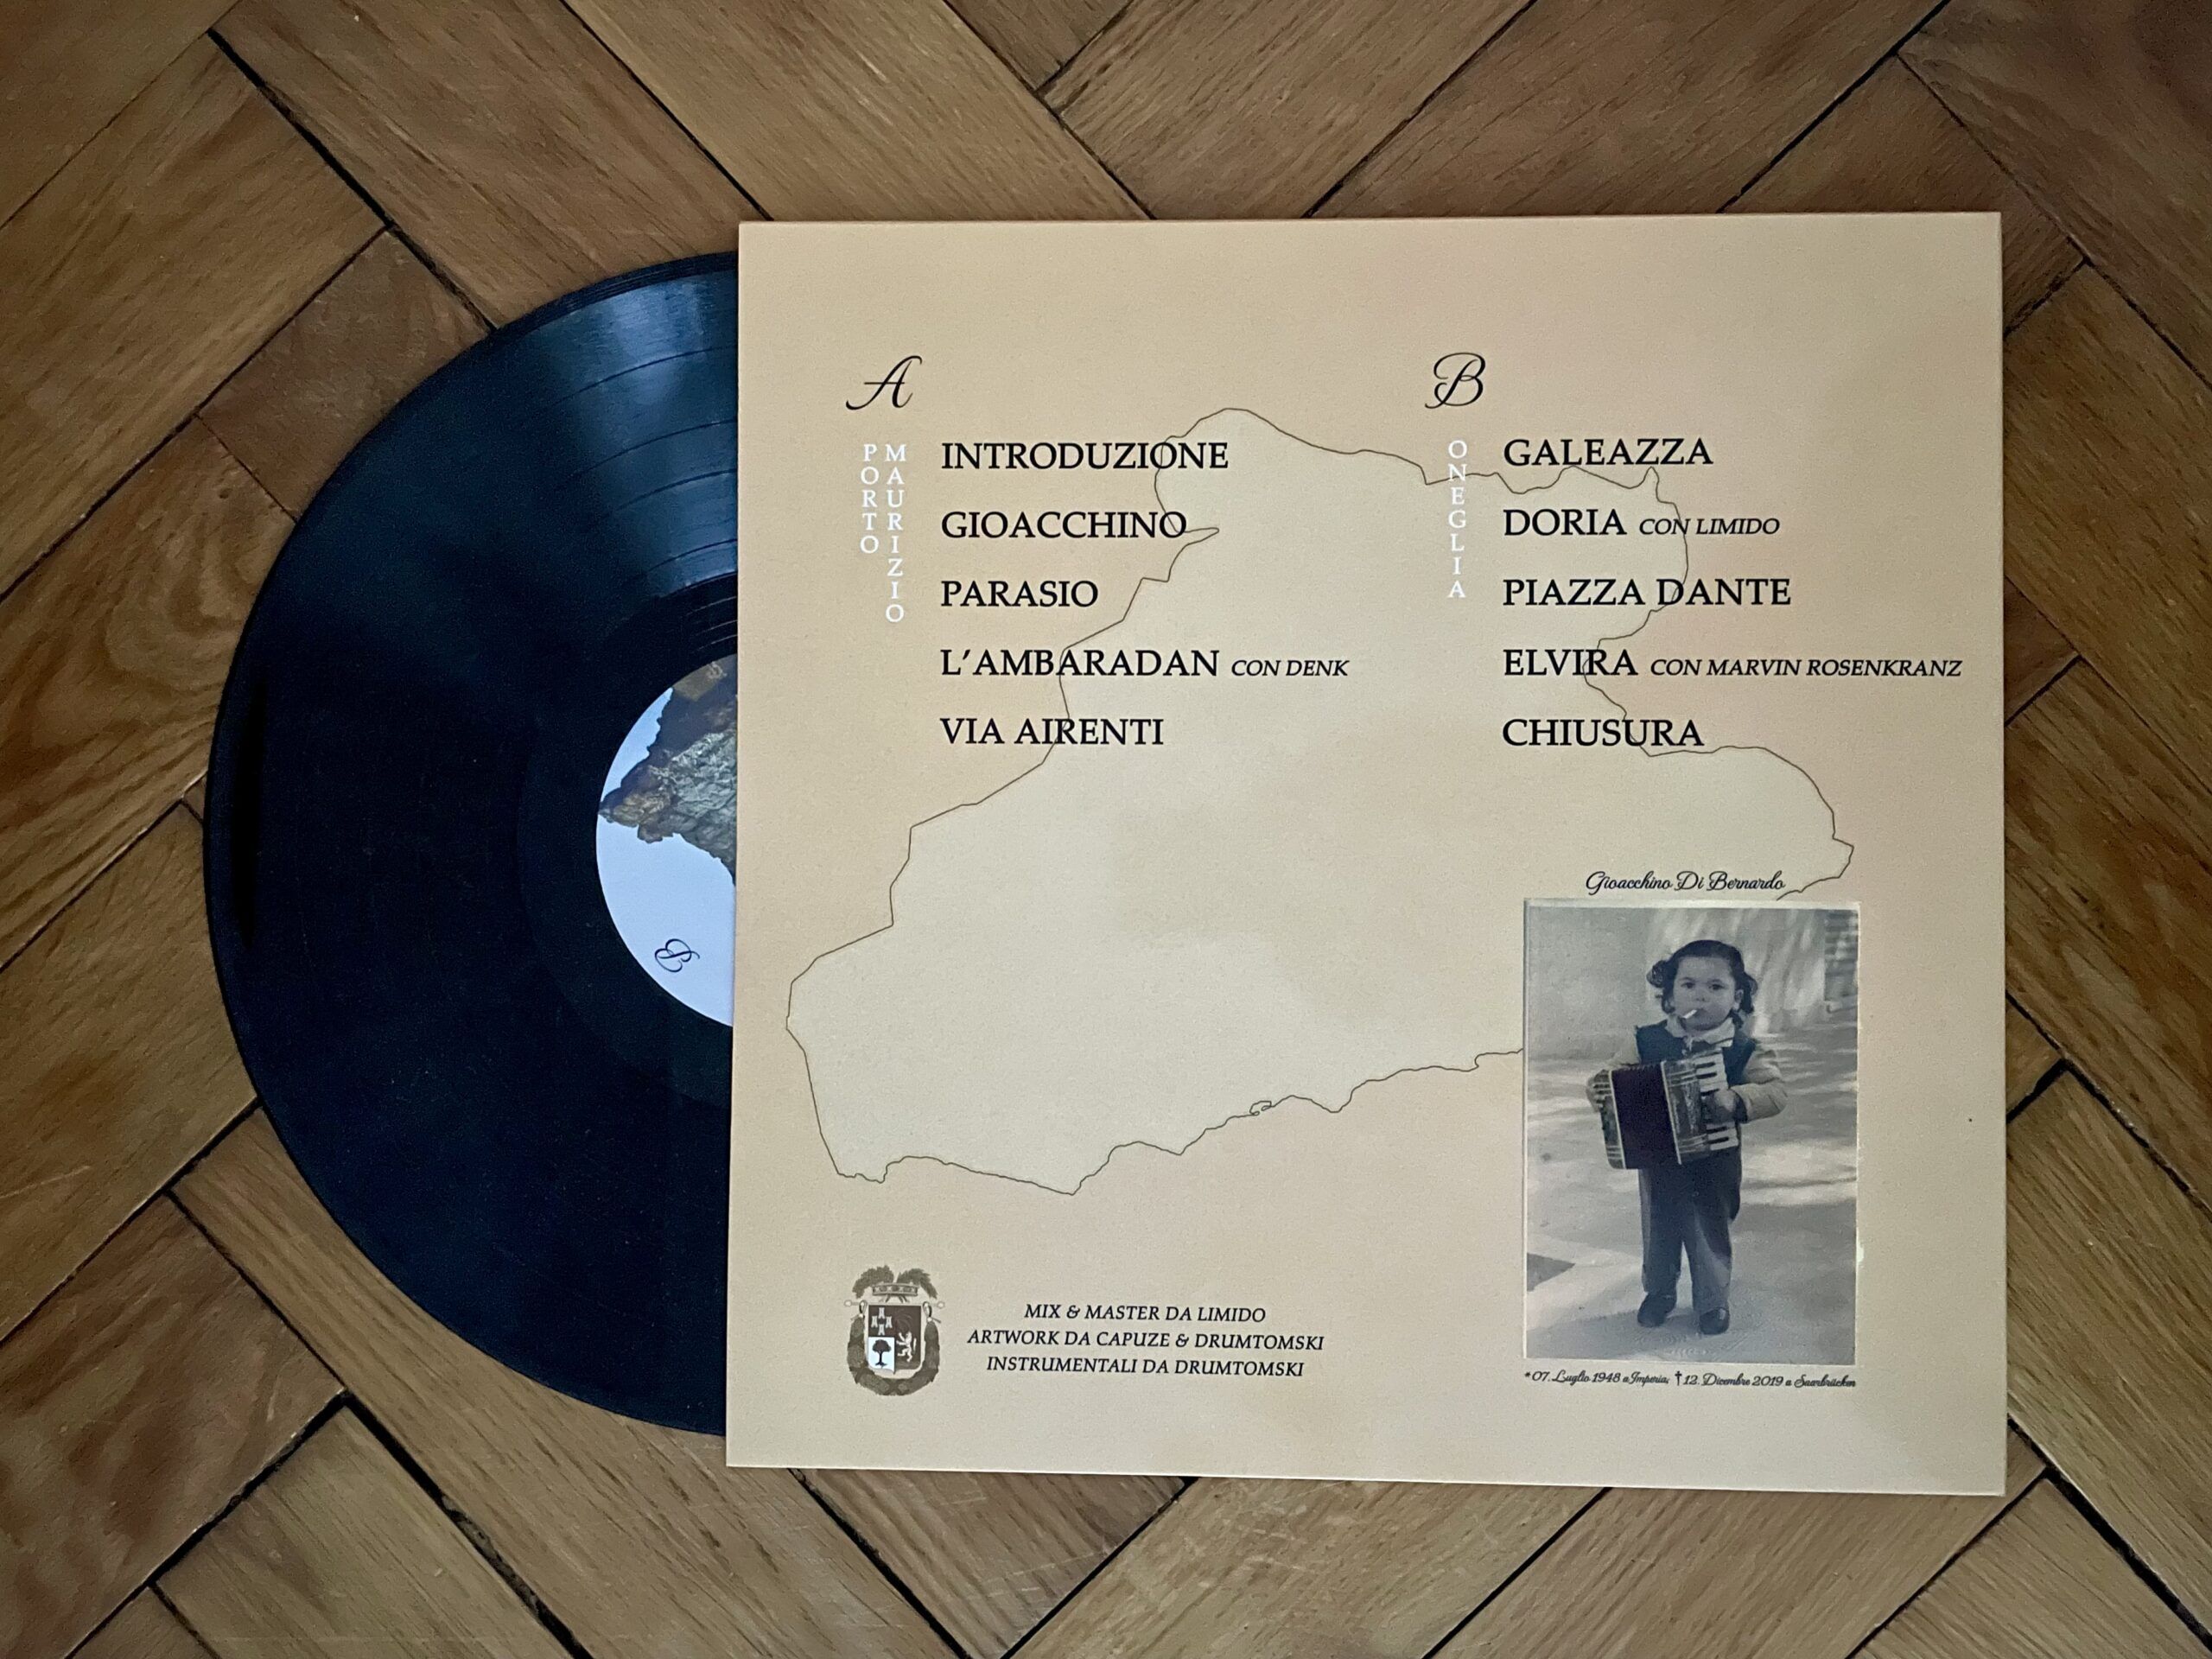 A
PORTO
MAURIZIO
INTRODUZIONE
GIOACCHINO
PARASIO
L'AMBARADAN CON DENK
VIA AIRENTI
B
ONEGLIA
GALEAZZA
DORIA CON LIMIDO
PIAZZA DANTE
ELVIRA CON MARVIN ROSENKRANZ
CHIUSURA
Gioacchino Di Bernardo
*07. Luglio 1948 a Imperia; †12. Dicembre 2019 a Saarbrücken
MIX & MASTER DA LIMIDO
ARTWORK DA CAPUZE & DRUMTOMSKI
INSTRUMENTALI DA DRUMTOMSKI
B